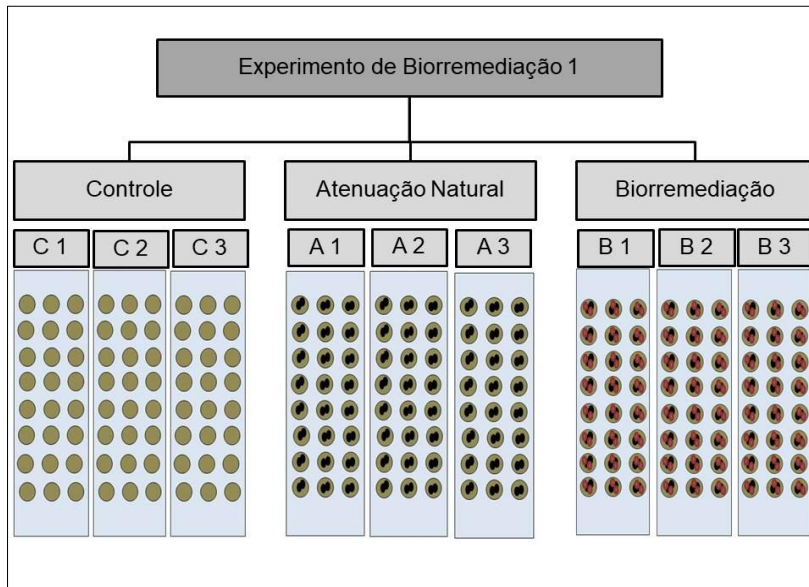 Experimento de Biorremediação 1
Controle
Atenuação Natural
Biorremediação
C 1
C 2
C 3
A 1
A 2
A 3
B 1
B 2
B 3